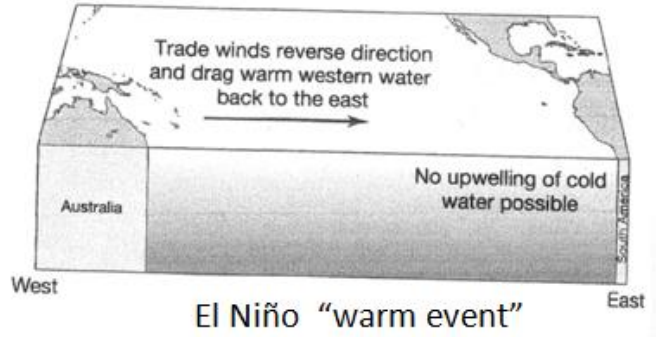 Trade winds reverse direction
and drag warm western water
back to the east
No upwelling of cold
water possible
Australia
South America
West
East
El Niño “warm event”